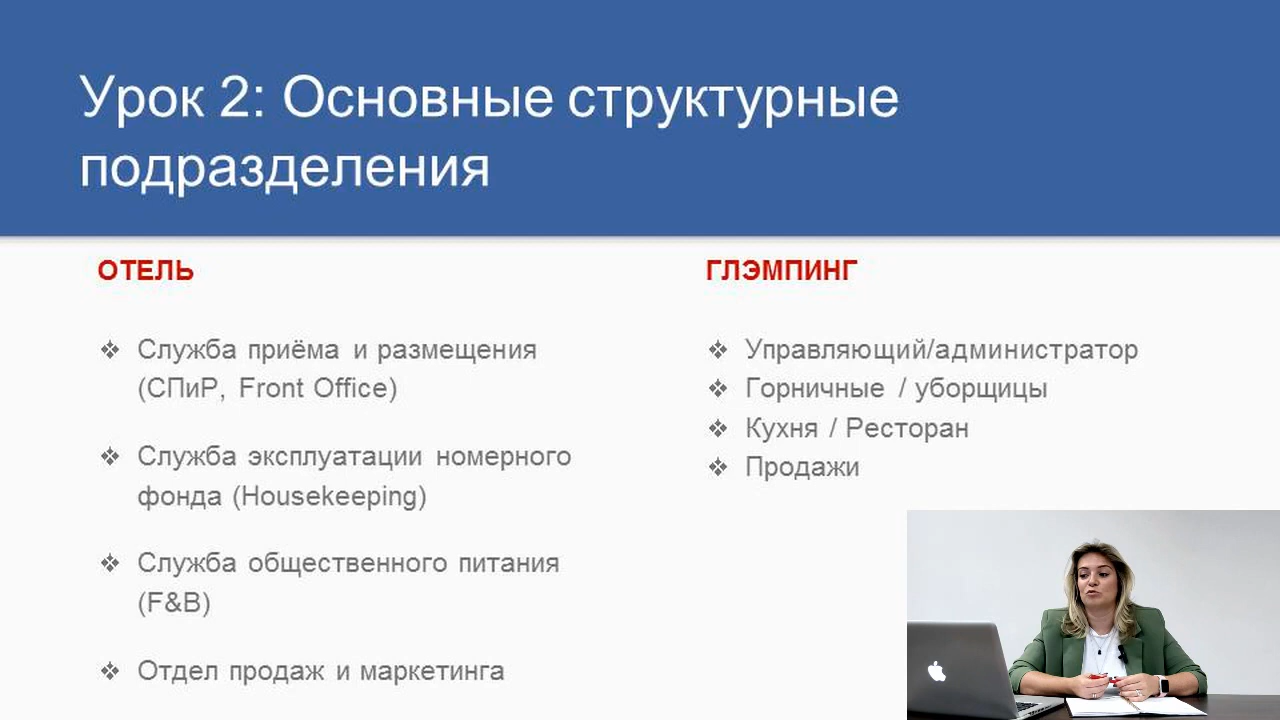 Урок 2: Основные структурные
подразделения
ОТЕЛЬ
Служба приёма и размещения
(СПиР, Front Office)
Служба эксплуатации номерного
фонда (Housekeeping)
Служба общественного питания
(F&B)
Отдел продаж и маркетинга
ГЛЭМПИНГ
Управляющий/администратор
Горничные / уборщицы
Кухня / Ресторан
Продажи